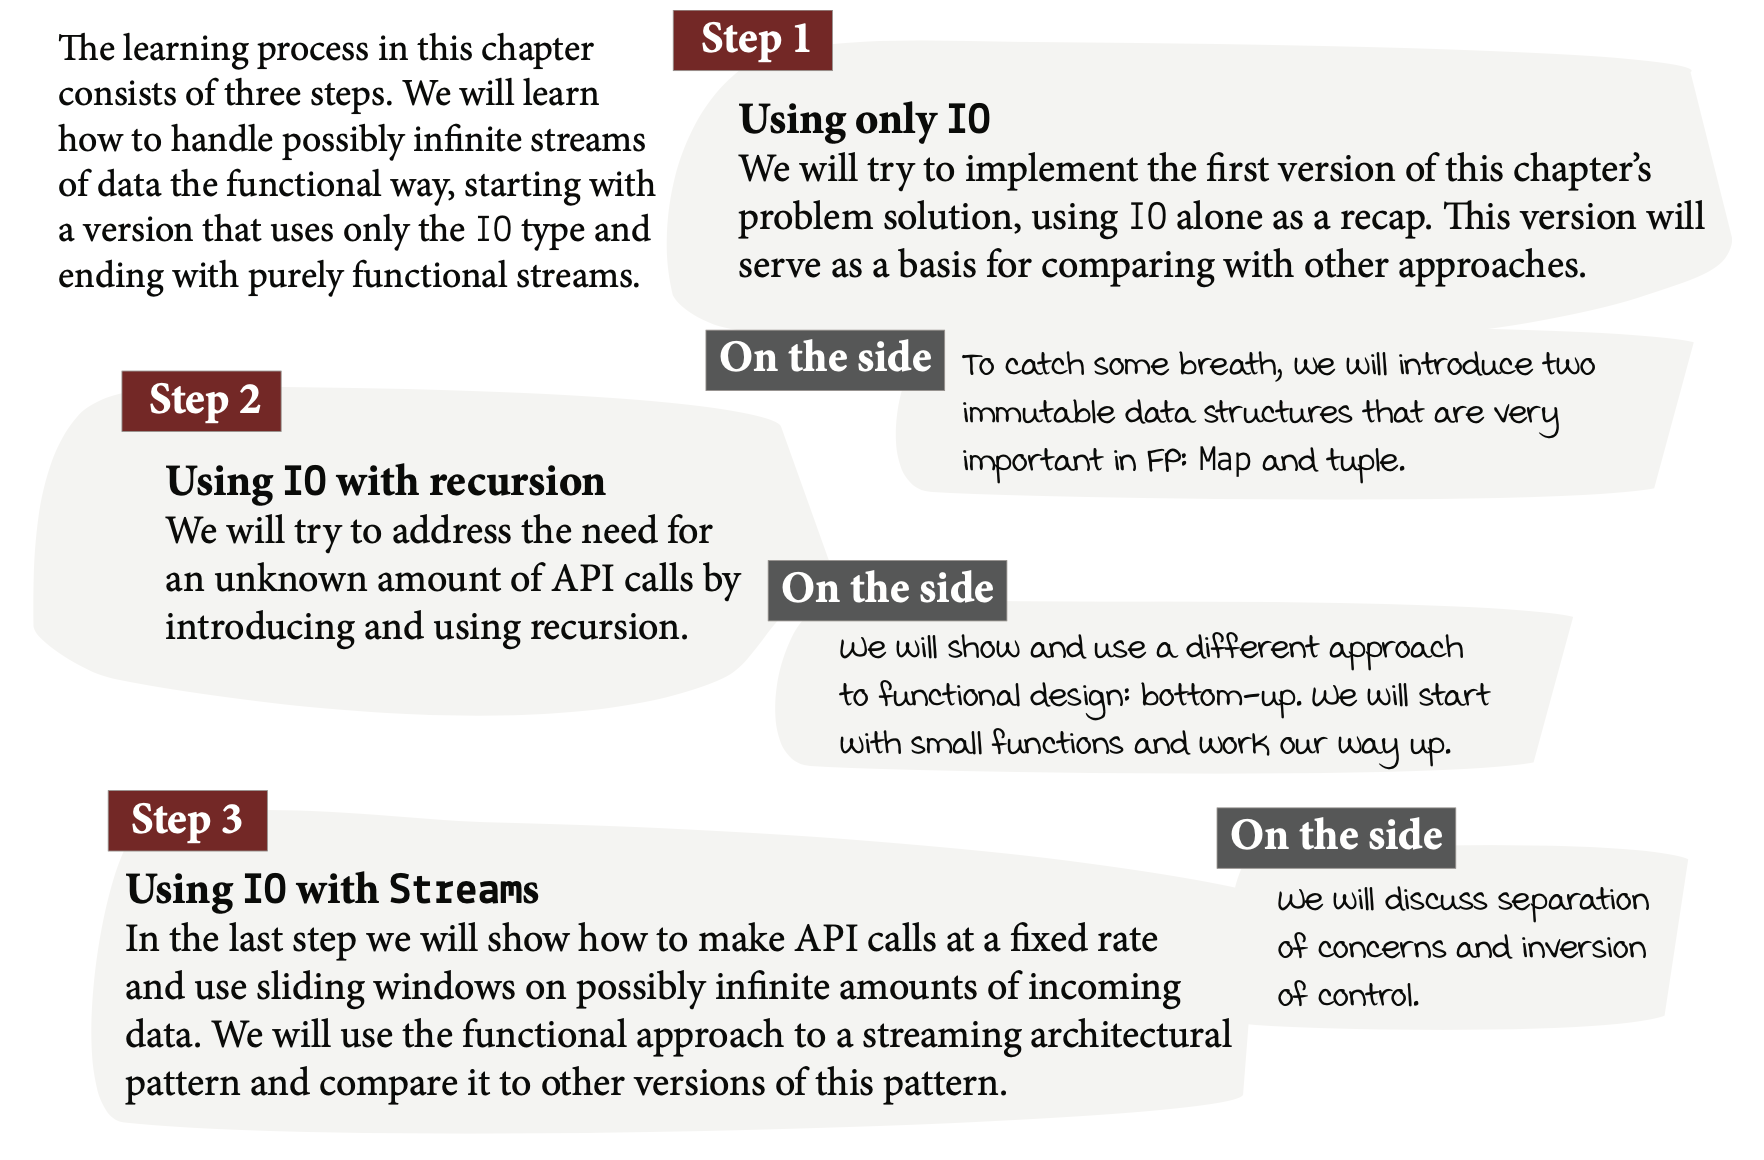 The learning process in this chapter
consists of three steps. We will learn
how to handle possibly infinite streams
of data the functional way, starting with
a version that uses only the IO type and
ending with purely functional streams.
Step 1
Using only IO
We will try to implement the first version of this chapter’s
problem solution, using IO alone as a recap. This version will
serve as a basis for comparing with other approaches.
On the side
To catch some breath, we will introduce two
immutable data structures that are very
important in FP: Map and tuple.
Step 2
Using IO with recursion
We will try to address the need for
an unknown amount of API calls by
introducing and using recursion.
On the side
We will show and use a different approach
to functional design: bottom-up. We will start
with small functions and work our way up.
Step 3
Using IO with Streams
In the last step we will show how to make API calls at a fixed rate
and use sliding windows on possibly infinite amounts of incoming
data. We will use the functional approach to a streaming architectural
pattern and compare it to other versions of this pattern.
On the side
We will discuss separation
of concerns and inversion
of control.